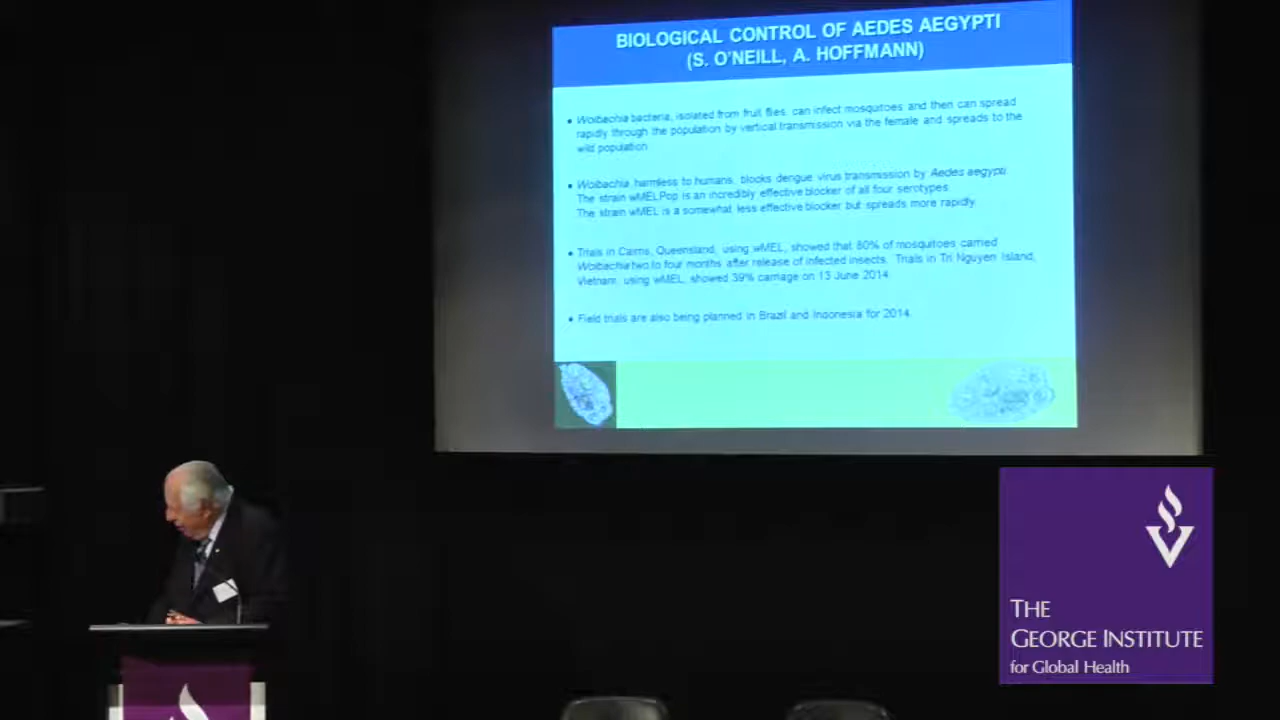 BIOLOGICAL CONTROL OF AEDES AEGYPTI
(S. O'NEILL, A. HOFFMANN)
• Wolbachia bacteria, isolated from fruit flies, can infect mosquitoes and then can spread
rapidly through the population by vertical transmission via the female and spreads to the
wild population
• Wolbachia, harmless to humans, blocks dengue virus transmission by Aedes aegypti.
The strain wMELPop is an incredibly effective blocker of all four serotypes.
The strain wMEL is a somewhat less effective blocker but spreads more rapidly.
• Trials in Cairns, Queensland, using wMEL, showed that 80% of mosquitoes carried
Wolbachia two to four months after release of infected insects. Trials in Tri Nguyen Island,
Vietnam, using wMEL, showed 39% carriage on 13 June 2014.
• Field trials are also being planned in Brazil and Indonesia for 2014.
THE
GEORGE INSTITUTE
for Global Health